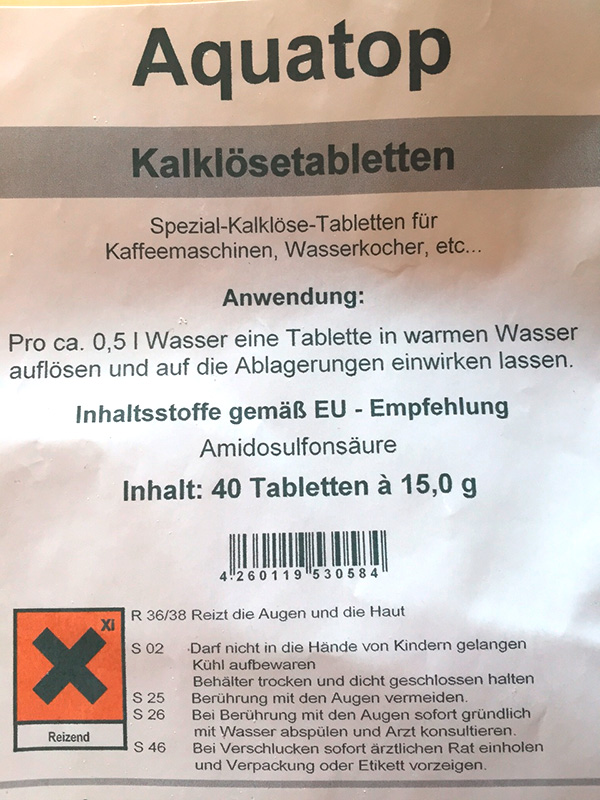 Aquatop
Kalklösetabletten
Spezial-Kalklöse-Tabletten für
Kaffeemaschinen, Wasserkocher, etc...
Anwendung:
Pro ca. 0,5 l Wasser eine Tablette in warmen Wasser
auflösen und auf die Ablagerungen einwirken lassen.
Inhaltsstoffe gemäß EU - Empfehlung
Amidosulfonsäure
Inhalt: 40 Tabletten à 15,0 g
4 260119 530584
Xi
Reizend
R 36/38 Reizt die Augen und die Haut
S 02 Darf nicht in die Hände von Kindern gelangen
Kühl aufbewaren
Behälter trocken und dicht geschlossen halten
S 25 Berührung mit den Augen vermeiden.
S 26 Bei Berührung mit den Augen sofort gründlich
mit Wasser abspülen und Arzt konsultieren.
S 46 Bei Verschlucken sofort ärztlichen Rat einholen
und Verpackung oder Etikett vorzeigen.